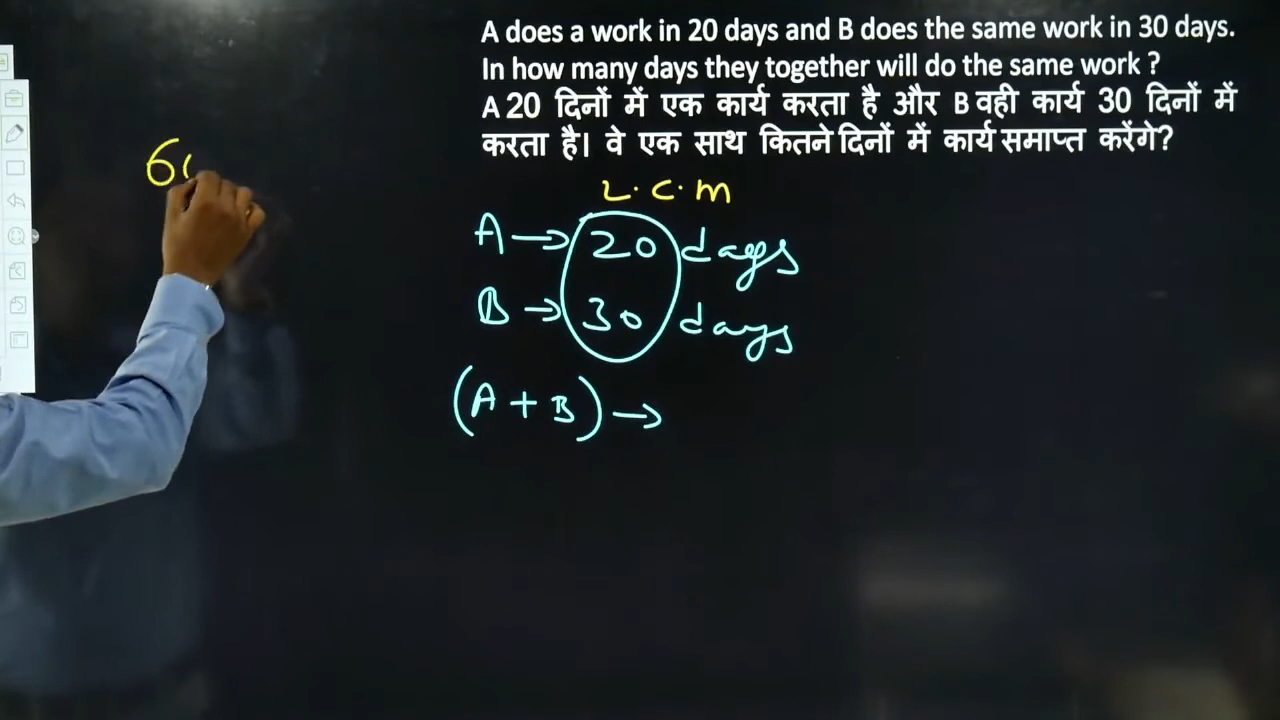 A does a work in 20 days and B does the same work in 30 days.
In how many days they together will do the same work ?
A 20 दिनों में एक कार्य करता है और B वही कार्य 30 दिनों में
करता है। वे एक साथ कितने दिनों में कार्य समाप्त करेंगे?
L.C.M
A → 20 days
B → 30 days
(A + B) →
6